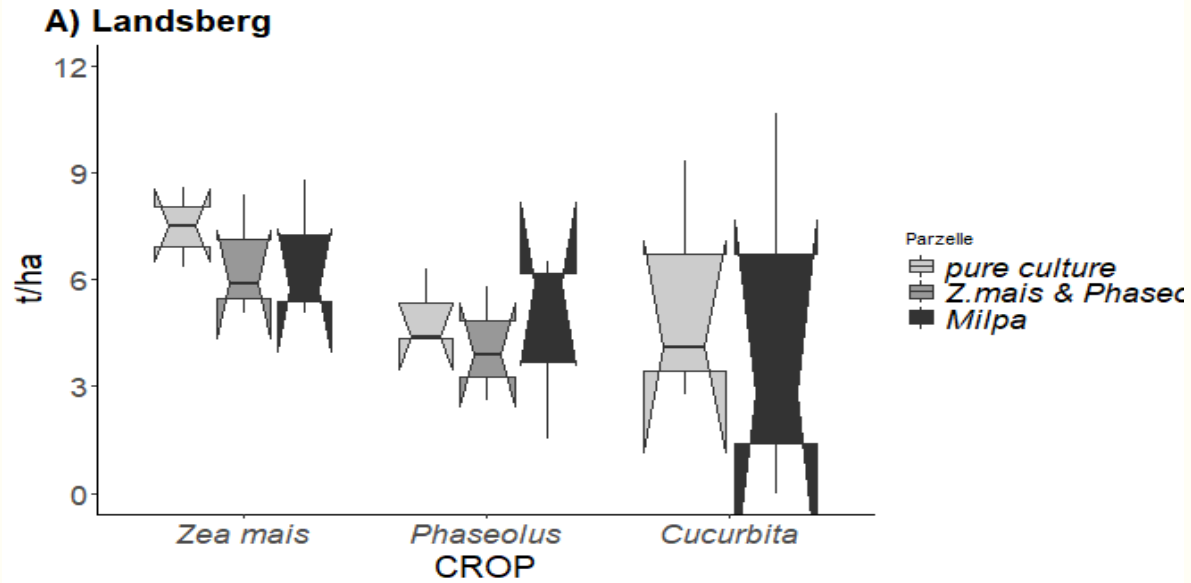 A) Landsberg
12
9
6
3
0
t/ha
Zea mais Phaseolus Cucurbita
CROP
Parzelle
pure culture
Z.mais & Phaseo
Milpa